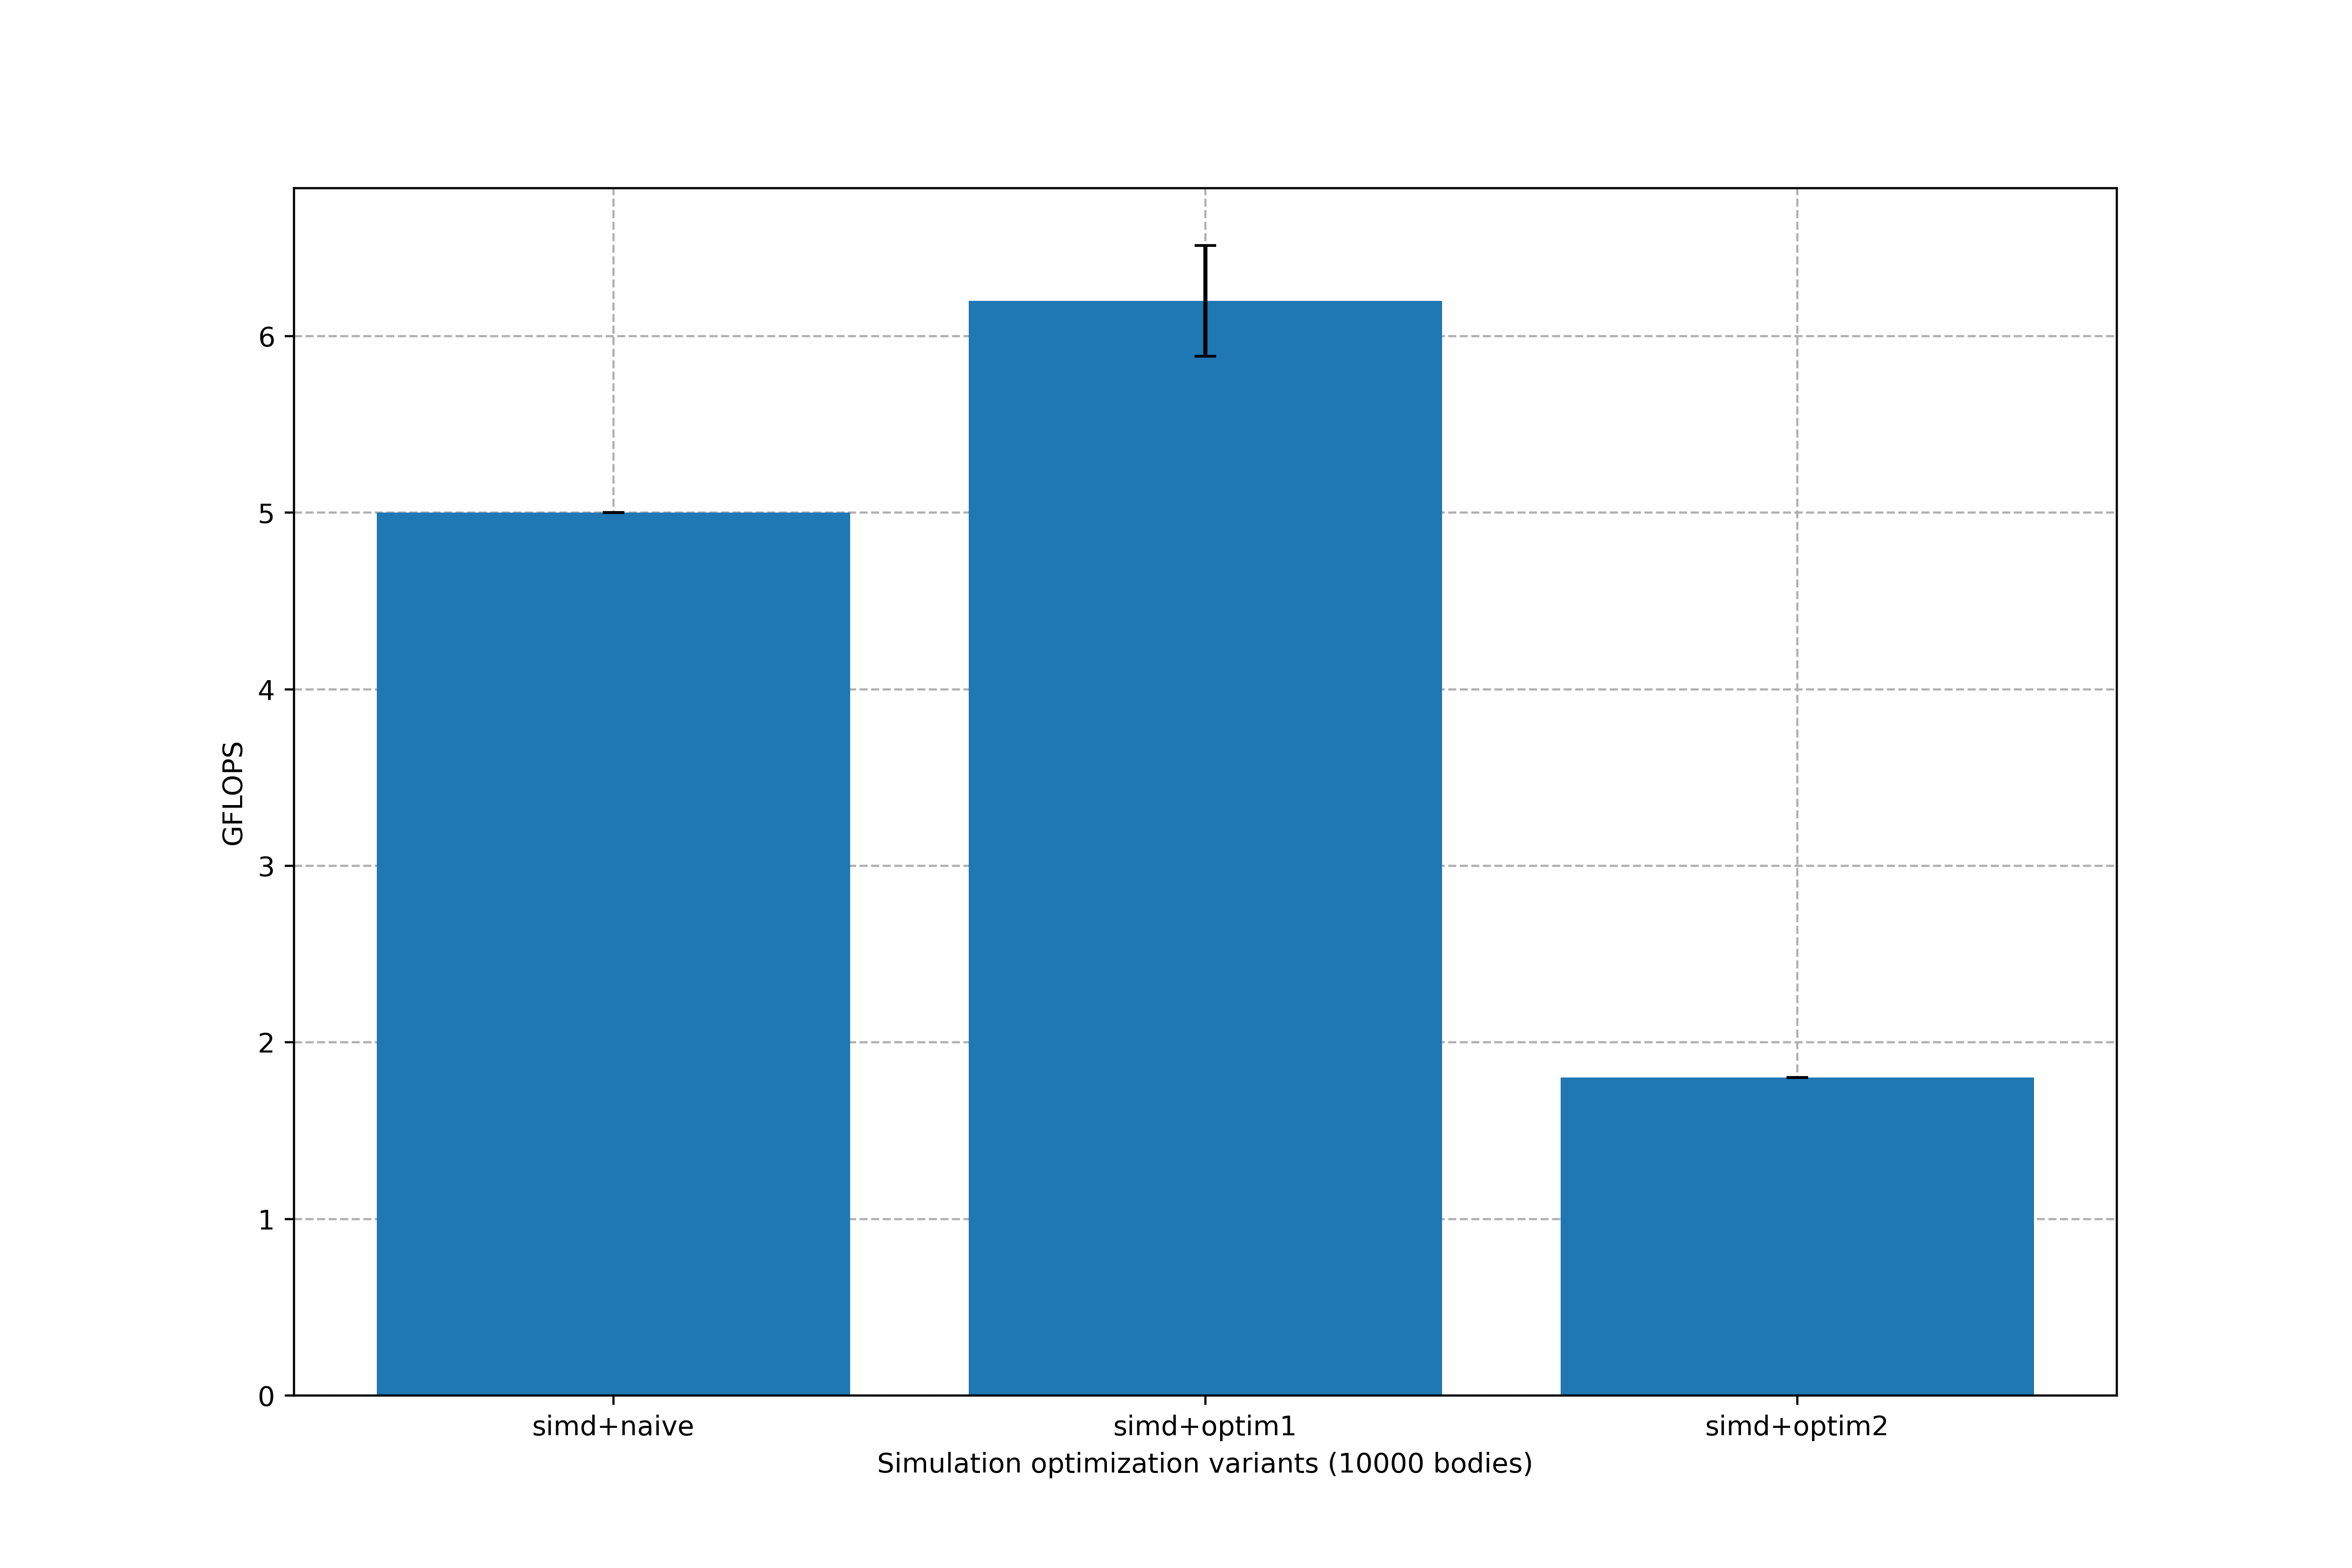 GFLOPS
6
5
4
3
2
1
0
simd+naive simd+optim1 simd+optim2
Simulation optimization variants (10000 bodies)